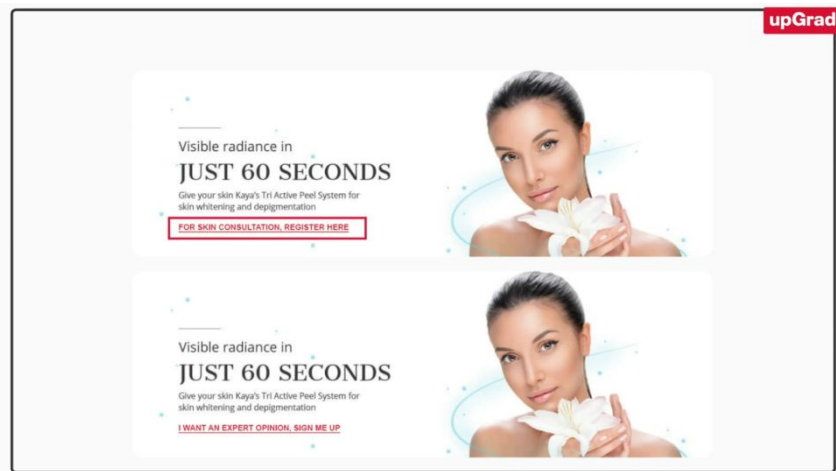 upGrad
Visible radiance in
JUST 60 SECONDS
Give your skin Kaya's Tri Active Peel System for
skin whitening and depigmentation
FOR SKIN CONSULTATION, REGISTER HERE
Visible radiance in
JUST 60 SECONDS
Give your skin Kaya's Tri Active Peel System for
skin whitening and depigmentation
I WANT AN EXPERT OPINION, SIGN ME UP